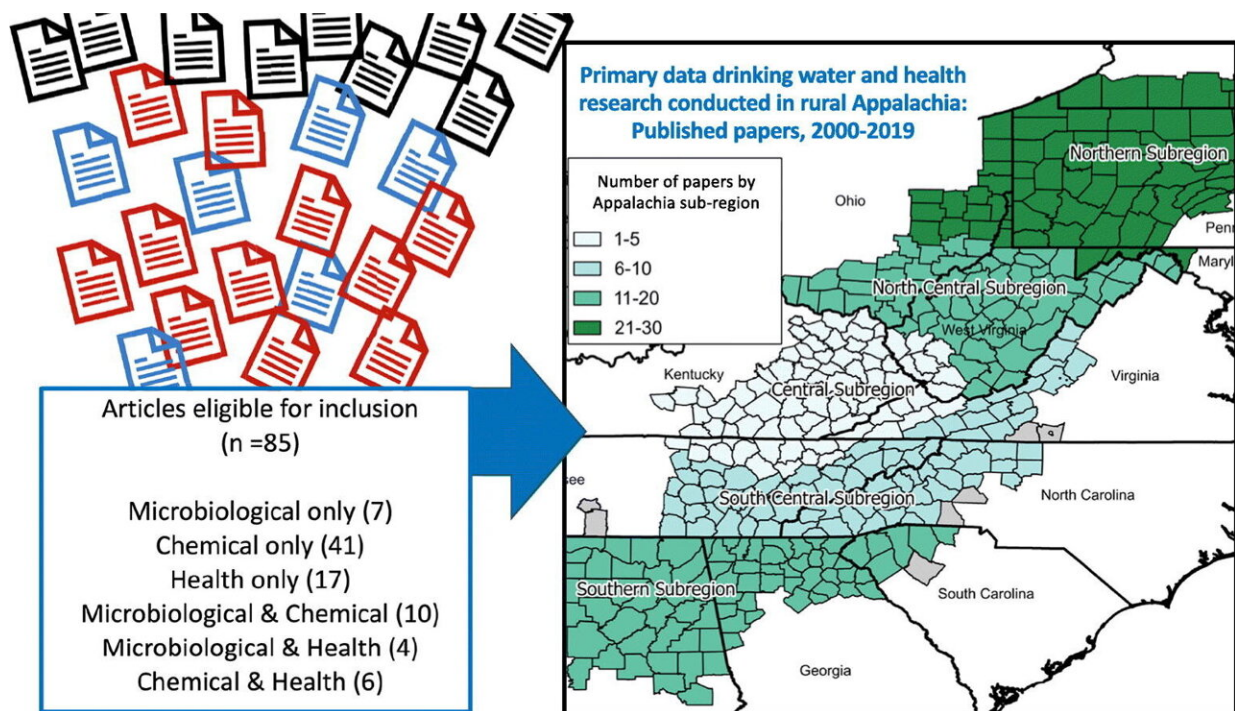 Articles eligible for inclusion
(n =85)
Microbiological only (7)
Chemical only (41)
Health only (17)
Microbiological & Chemical (10)
Microbiological & Health (4)
Chemical & Health (6)
Primary data drinking water and health
research conducted in rural Appalachia:
Published papers, 2000-2019
Number of papers by
Appalachia sub-region
1-5
6-10
11-20
21-30
Northern Subregion
Ohio
Penn
Maryl
North Central Subregion
West Virginia
Kentucky
Central Subregion
Virginia
see
South Central Subregion
North Carolina
Southern Subregion
South Carolina
Georgia